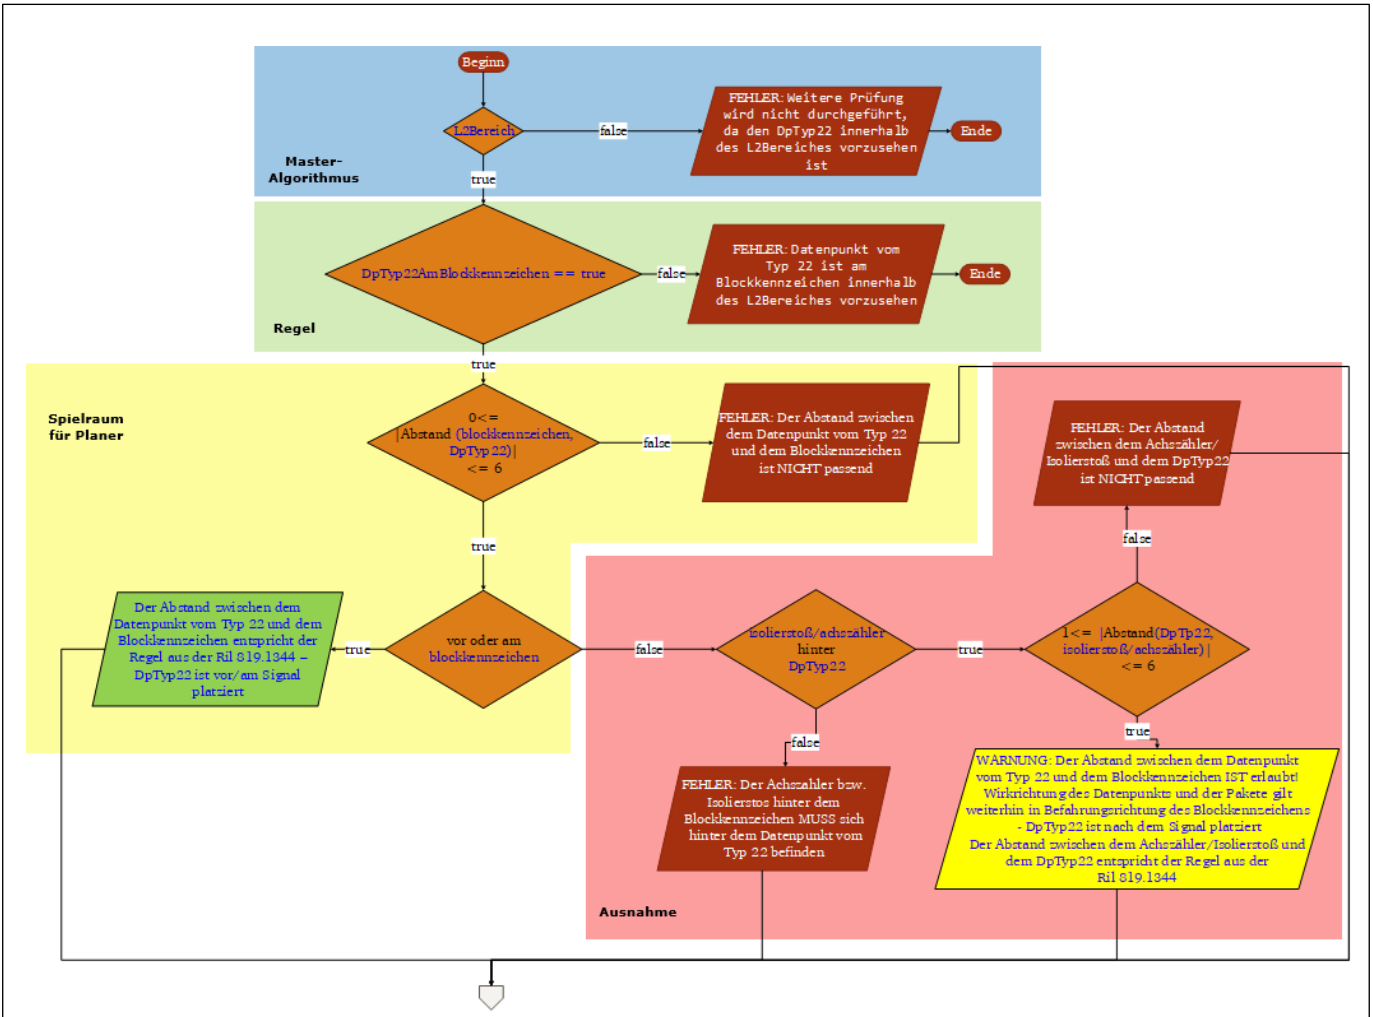 Beginn
L2Bereich
false
FEHLER: Weitere Prüfung
wird nicht durchgeführt,
da den DpTyp22 innerhalb
des L2Bereiches vorzusehen
ist
Ende
Master-
Algorithmus
true
DpTyp22AmBlockkennzeichen == true
false
FEHLER: Datenpunkt vom
Typ 22 ist am
Blockkennzeichen innerhalb
des L2Bereiches vorzusehen
Ende
Regel
true
Spielraum
für Planer
0<=
|Abstand (blockkennzeichen,
DpTyp22)|
<= 6
false
FEHLER: Der Abstand zwischen
dem Datenpunkt vom Typ 22
und dem Blockkennzeichen
ist NICHT passend
FEHLER: Der Abstand
zwischen dem Achszähler/
Isolierstoß und dem DpTyp22
ist NICHT passend
true
false
Der Abstand zwischen dem
Datenpunkt vom Typ 22 und dem
Blockkennzeichen entspricht der
Regel aus der Ril 819.1344 –
DpTyp22 ist vor/am Signal
platziert
true
vor oder am
blockkennzeichen
false
isolierstoß/achszähler
hinter
DpTyp22
true
1<= |Abstand(DpTp22,
isolierstoß/achszähler)|
<= 6
false
true
FEHLER: Der Achszahler bzw.
Isolierstos hinter dem
Blockkennzeichen MUSS sich
hinter dem Datenpunkt vom
Typ 22 befinden
WARNUNG: Der Abstand zwischen dem Datenpunkt
vom Typ 22 und dem Blockkennzeichen IST erlaubt!
Wirkrichtung des Datenpunkts und der Pakete gilt
weiterhin in Befahrungsrichtung des Blockkennzeichens
- DpTyp22 ist nach dem Signal platziert
Der Abstand zwischen dem Achszähler/Isolierstoß und
dem DpTyp22 entspricht der Regel aus der
Ril 819.1344
Ausnahme